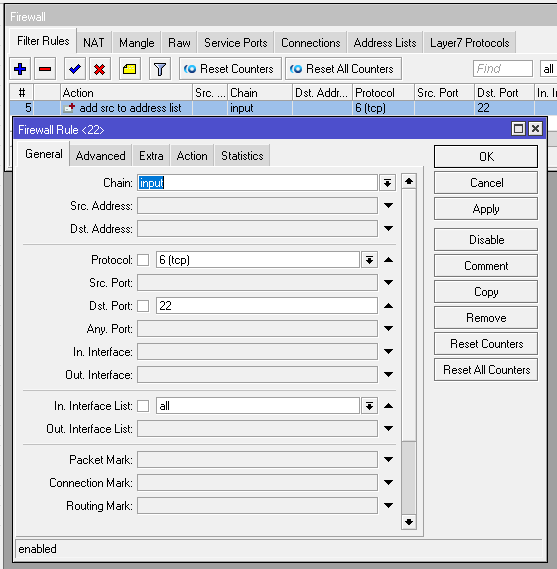 Firewall
Filter Rules NAT Mangle Raw Service Ports Connections Address Lists Layer7 Protocols
Reset Counters Reset All Counters Find all
# Action Src. ... Chain Dst. Addr... Protocol Src. Port Dst. Port In. I
5 add src to address list input 6 (tcp) 22
Firewall Rule <22>
General Advanced Extra Action Statistics
OK
Chain: input
Cancel
Src. Address:
Apply
Dst. Address:
Disable
Protocol: 6 (tcp)
Comment
Src. Port:
Copy
Dst. Port: 22
Remove
Any. Port:
Reset Counters
In. Interface:
Reset All Counters
Out. Interface:
In. Interface List: all
Out. Interface List:
Packet Mark:
Connection Mark:
Routing Mark:
enabled